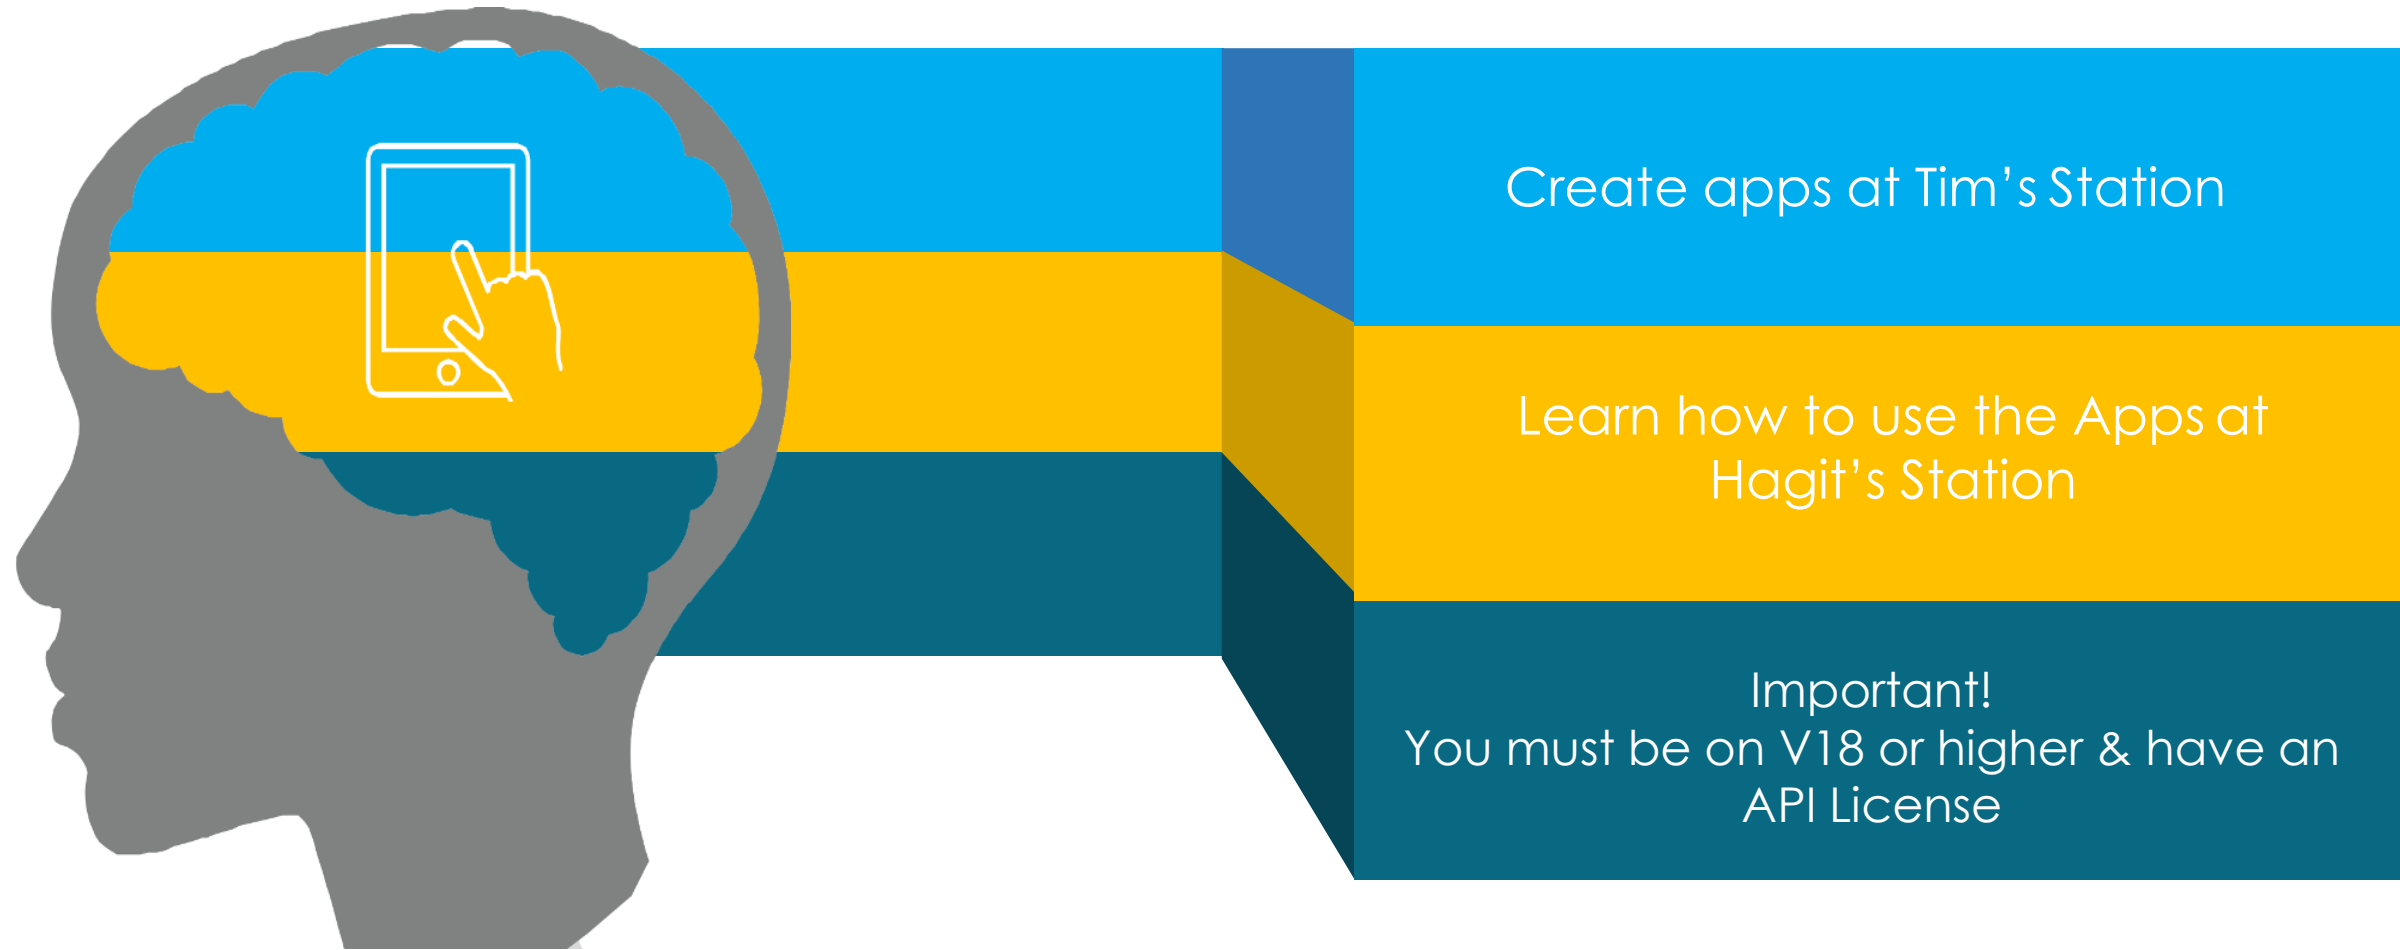 Create apps at Tim’s Station
Learn how to use the Apps at
Hagit’s Station
Important!
You must be on V18 or higher & have an
API License